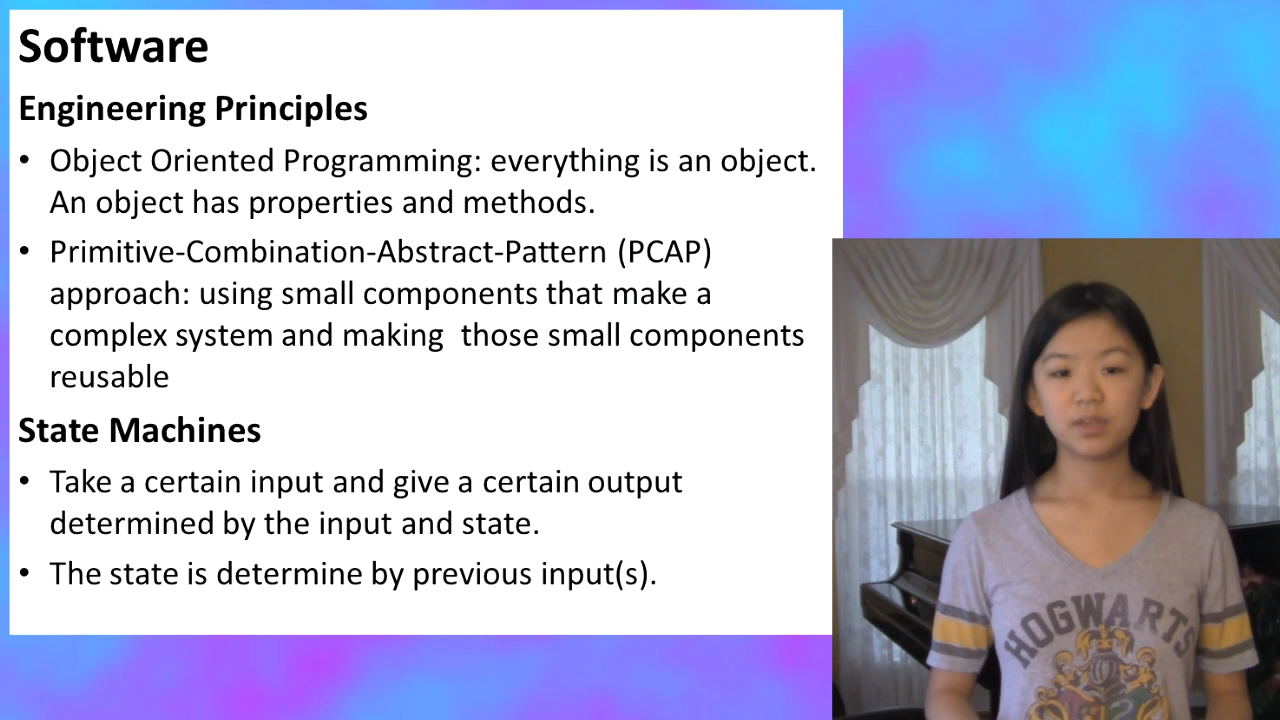 Software
Engineering Principles
• Object Oriented Programming: everything is an object.
An object has properties and methods.
• Primitive-Combination-Abstract-Pattern (PCAP)
approach: using small components that make a
complex system and making  those small components
reusable
State Machines
• Take a certain input and give a certain output
determined by the input and state.
• The state is determine by previous input(s).
HOGWARTS